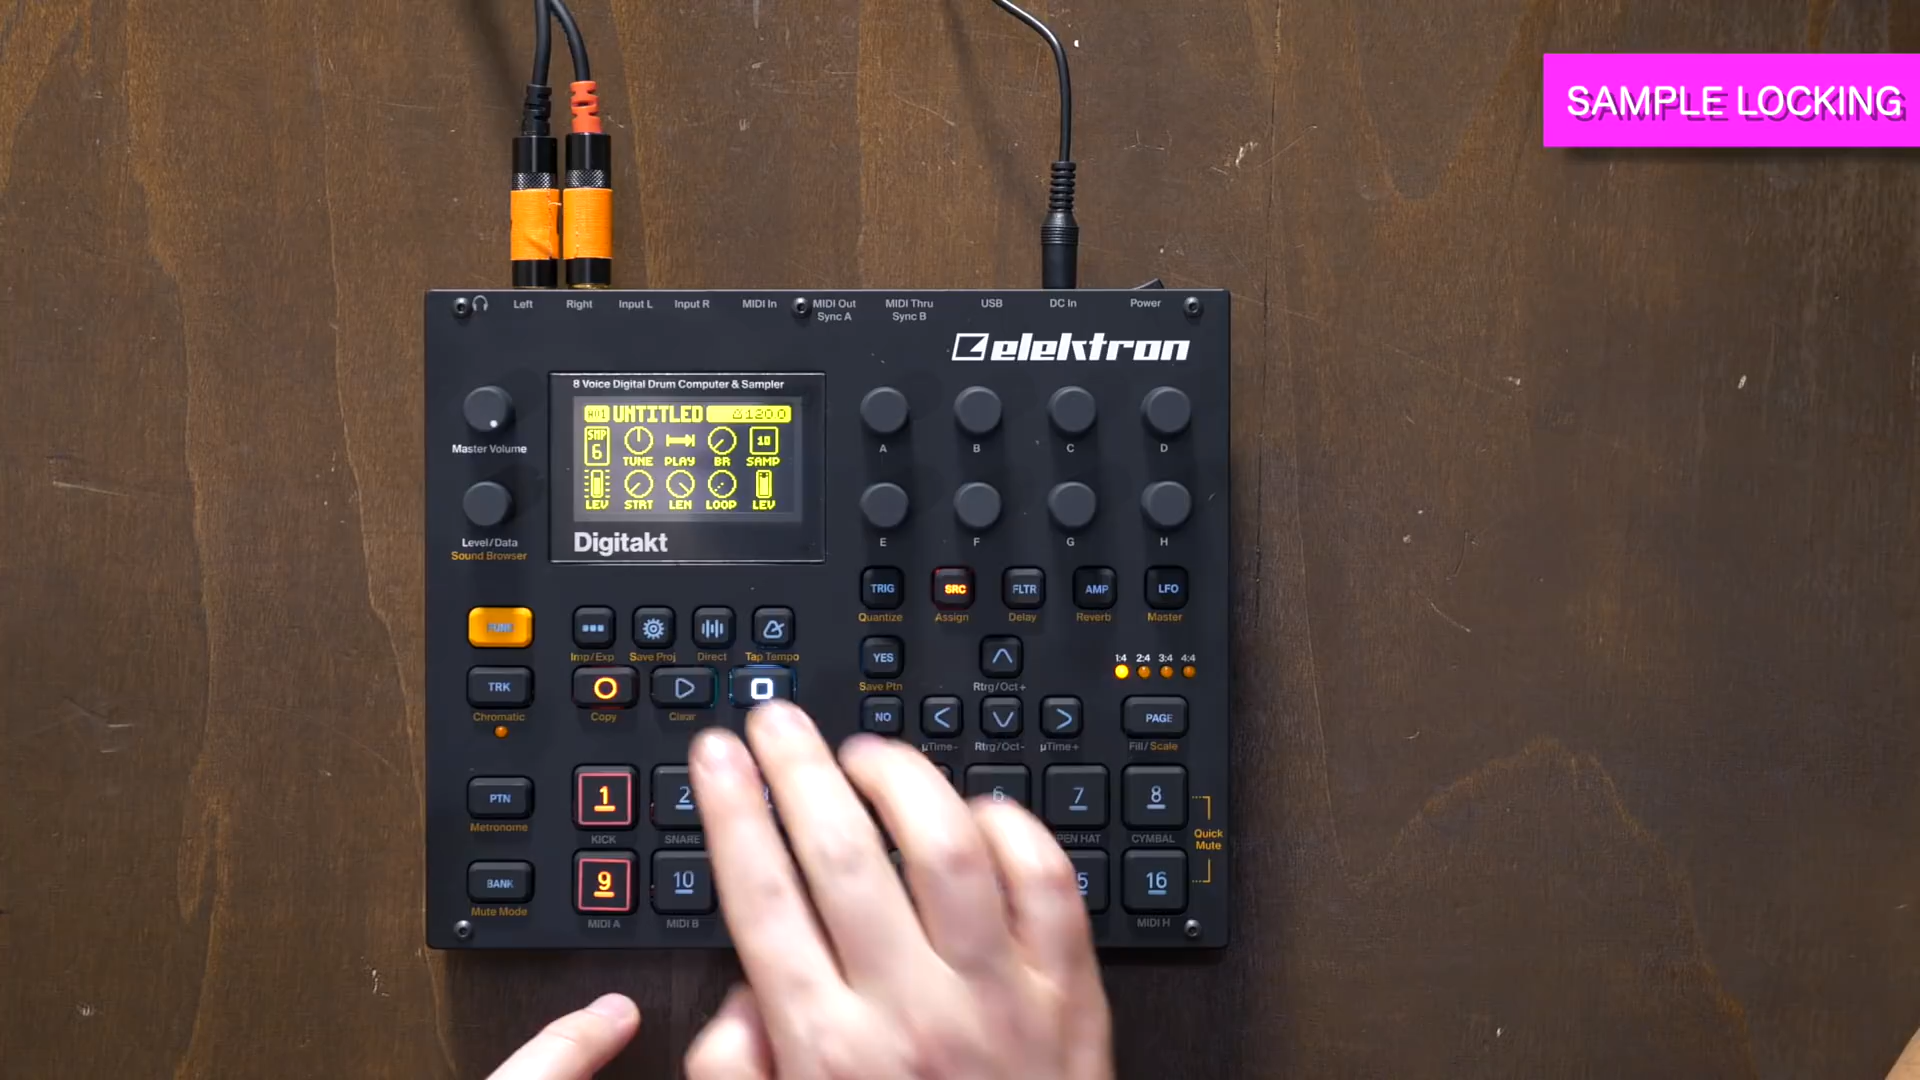 SAMPLE LOCKING
Left Right Input L Input R MIDI In MIDI Out MIDI Thru USB DC In Power
Sync A Sync B
elektron
8 Voice Digital Drum Computer & Sampler
UNTITLED
SMP
6
10
TUNE PLAY BR SAMP
LEV STRT LEN LOOP LEV
Digitakt
Master Volume
Level/Data
Sound Browser
A B C D
E F G H
TRIG SRC FLTR AMP LFO
Quantize Assign Delay Reverb Master
FUNC
Imp/Exp Save Proj Direct Tap Tempo
YES
Save Ptn Rtrg/Oct+
1:4 2:4 3:4 4:4
TRK
Chromatic Copy Clear
NO PAGE
µTime- Rtrg/Oct- µTime+ Fill/Scale
PTN 1 2 6 7 8
Metronome KICK SNARE CYMBAL
Quick
Mute
BANK 9 10 16
Mute Mode MIDI A MIDI B MIDI H